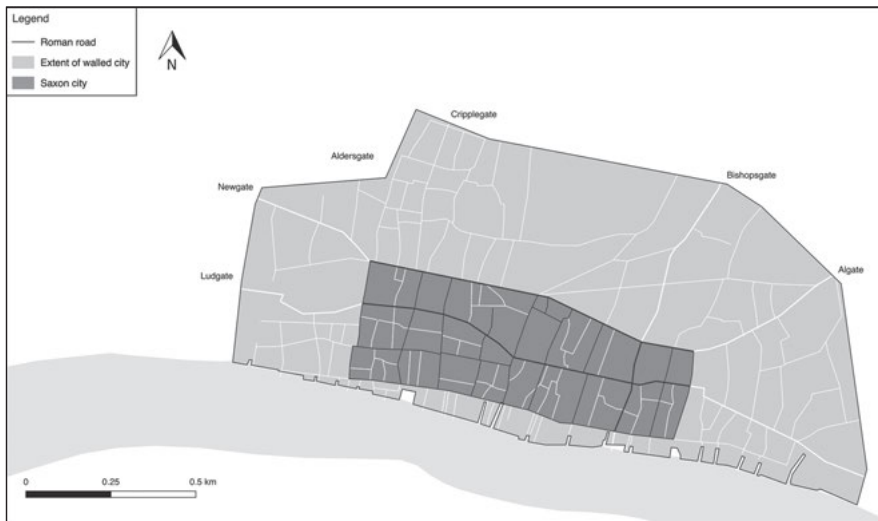 Legend
Roman road
Extent of walled city
Saxon city
N
Cripplegate
Aldersgate
Bishopsgate
Newgate
Algate
Ludgate
0 0.25 0.5 km